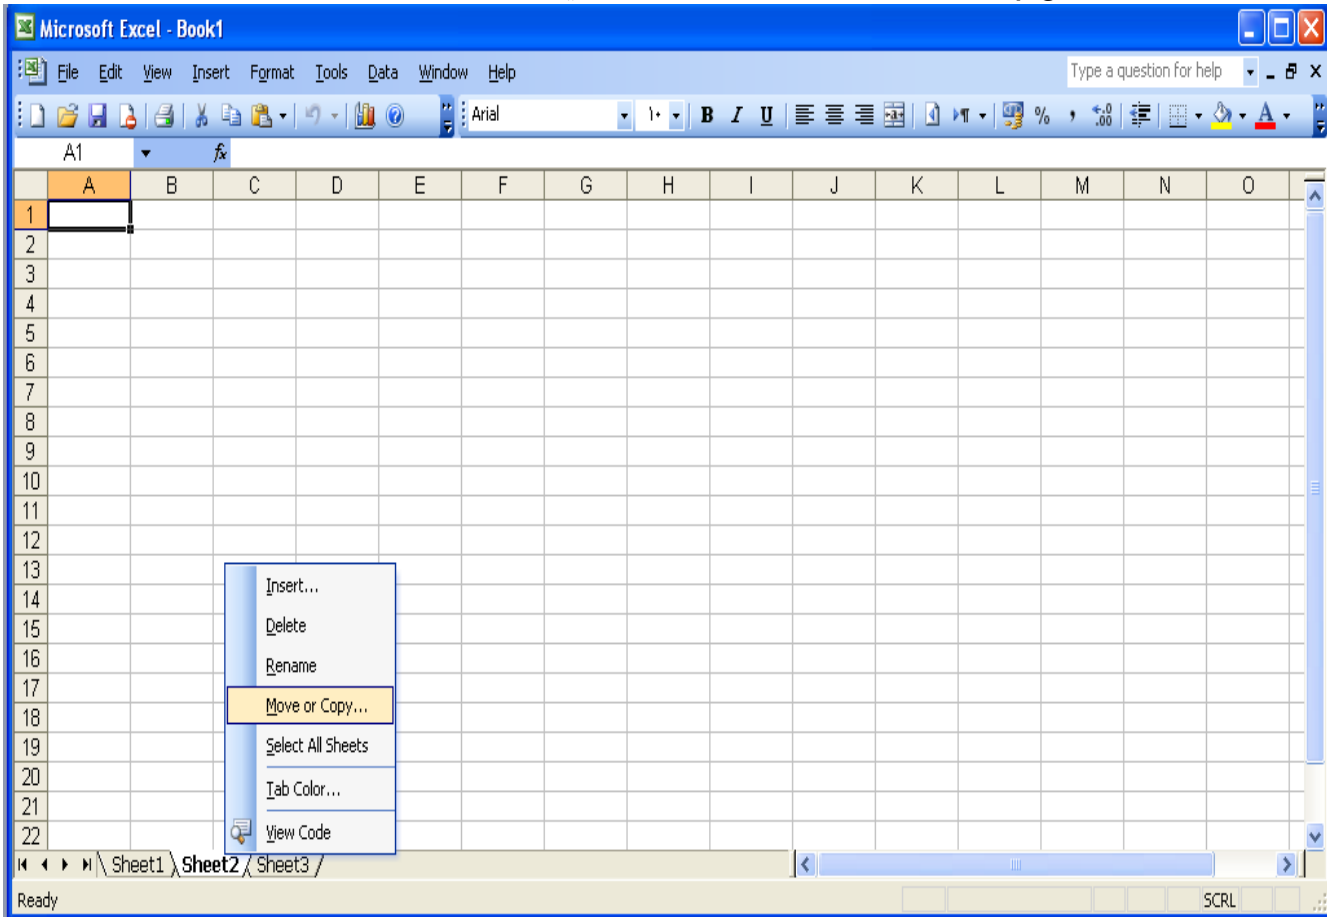 Microsoft Excel - Book1
File Edit View Insert Format Tools Data Window Help Type a question for help
Arial ١٠ B I U % ,
A1 fx
A B C D E F G H I J K L M N O
1
2
3
4
5
6
7
8
9
10
11
12
13
14
15
16
17
18
19
20
21
22
Insert...
Delete
Rename
Move or Copy...
Select All Sheets
Tab Color...
View Code
Sheet1 Sheet2 Sheet3
Ready SCRL